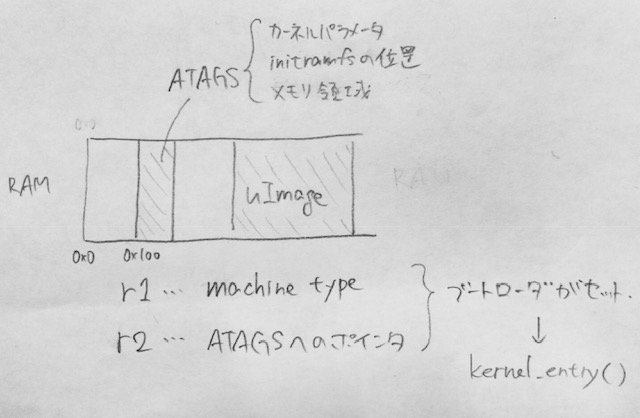 カーネルパラメータ
initramfsの位置
ATAGS
メモリ領域
RAM
uImage
0x0
0x100
r1 … machine type
r2 … ATAGSへのポインタ
ブートローダがセット.
↓
kernel_entry()